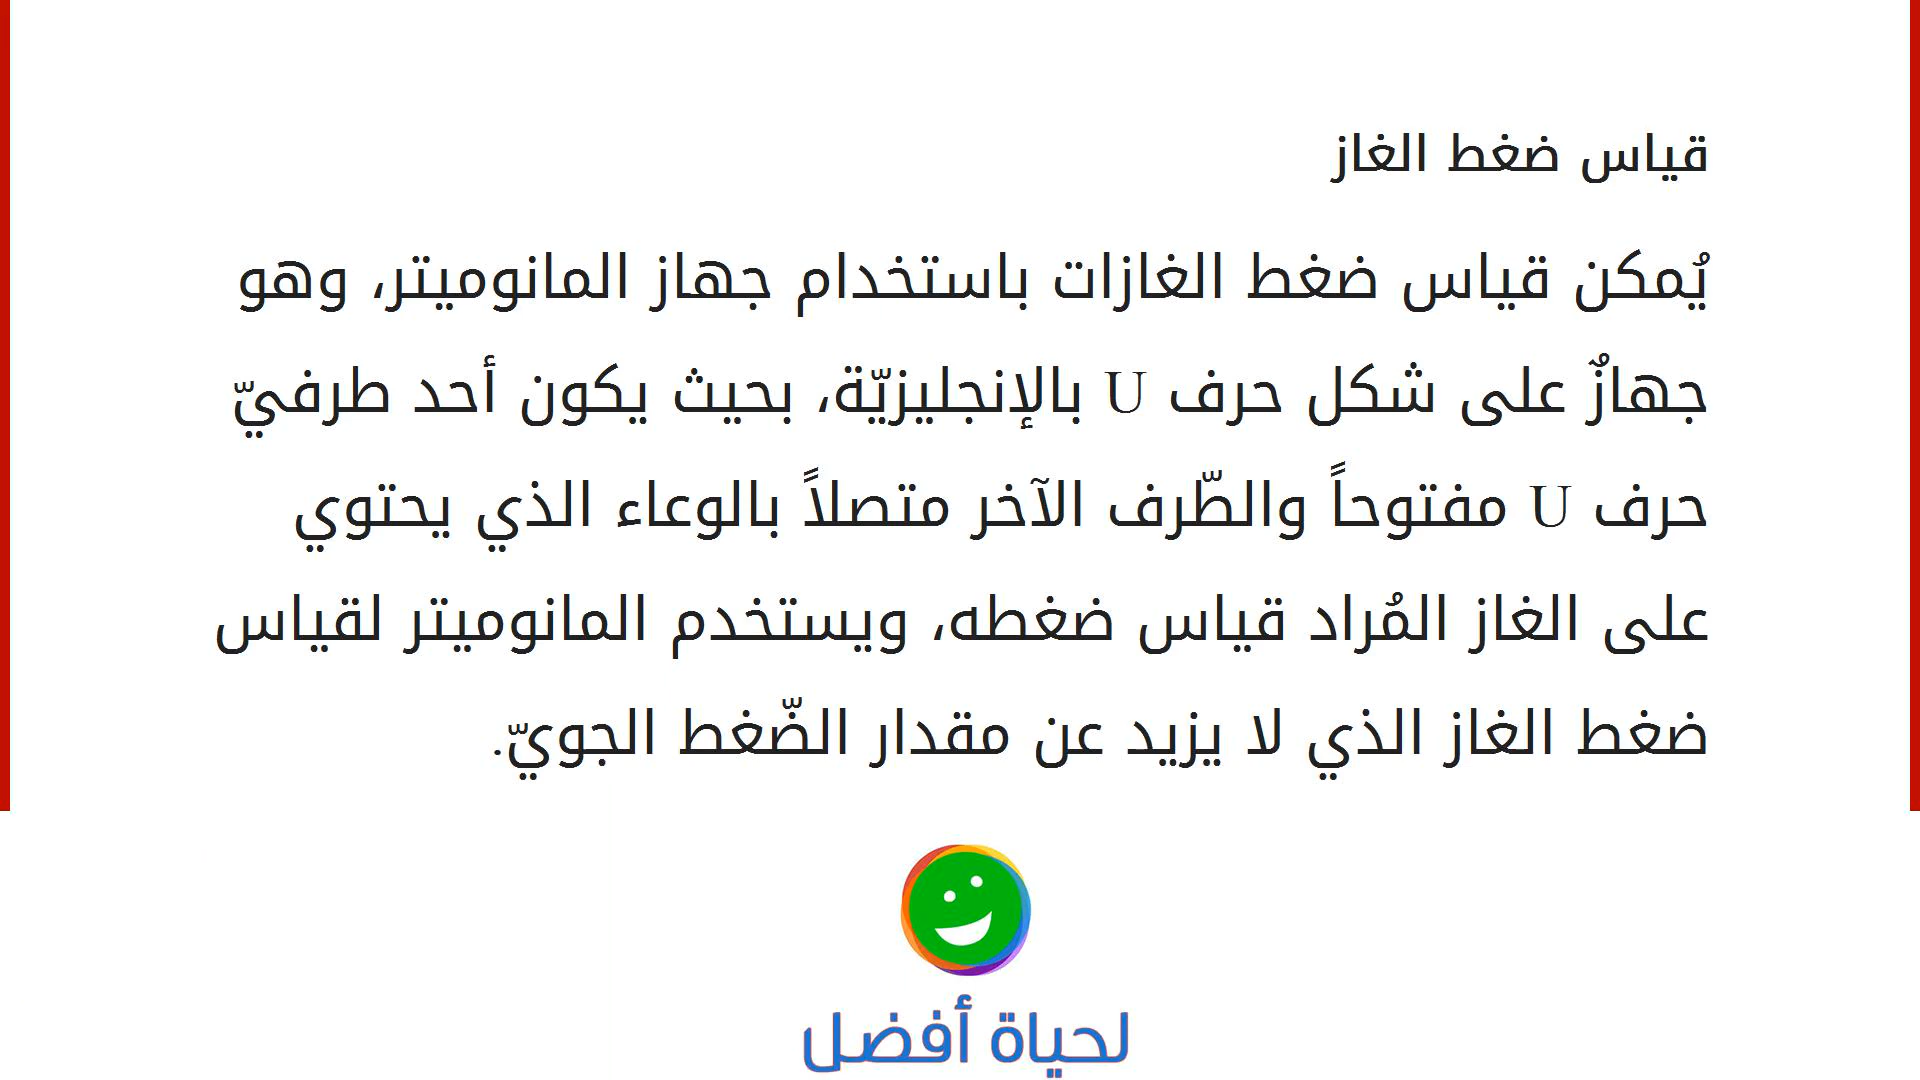 قياس ضغط الغاز
يُمكن قياس ضغط الغازات باستخدام جهاز المانوميتر، وهو
جهازٌ على شكل حرف U بالإنجليزيّة، بحيث يكون أحد طرفيّ
حرف U مفتوحاً والطّرف الآخر متصلاً بالوعاء الذي يحتوي
على الغاز المُراد قياس ضغطه، ويستخدم المانوميتر لقياس
ضغط الغاز الذي لا يزيد عن مقدار الضّغط الجويّ.
لحياة أفضل